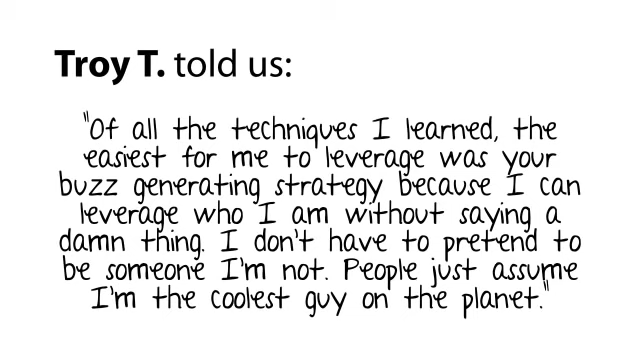 Troy T. told us:
"Of all the techniques I learned, the
easiest for me to leverage was your
buzz generating strategy because I can
leverage who I am without saying a
damn thing. I don't have to pretend to
be someone I'm not. People just assume
I'm the coolest guy on the planet."